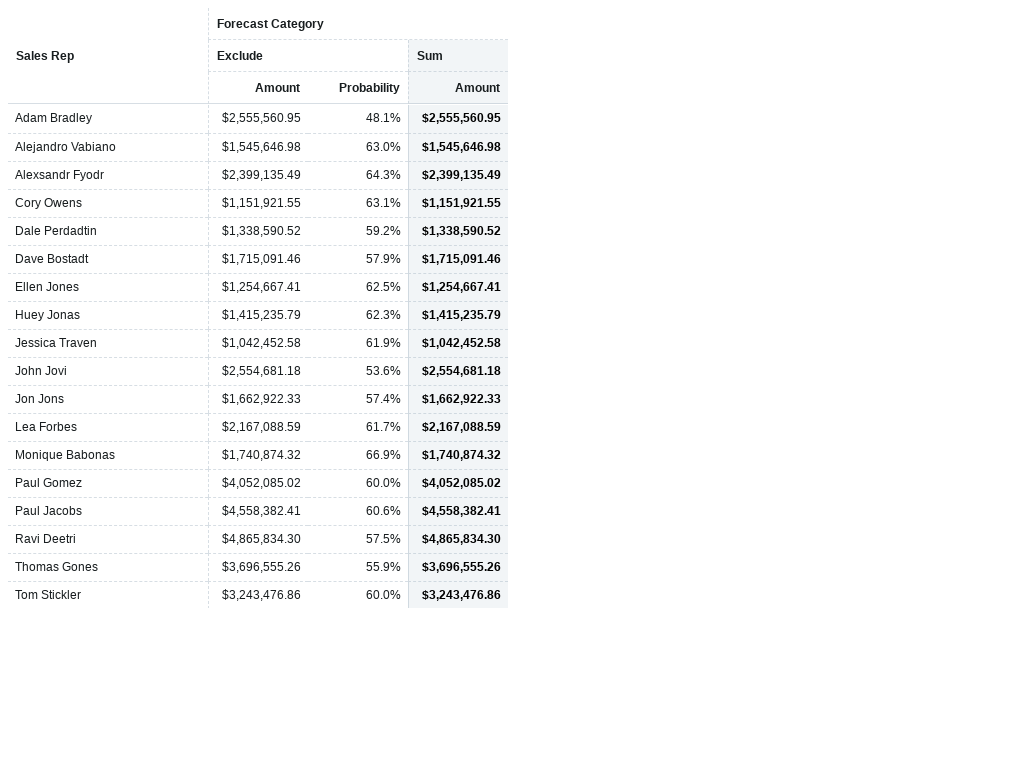 Forecast Category
Sales Rep Exclude Sum
Amount Probability Amount
Adam Bradley $2,555,560.95 48.1% $2,555,560.95
Alejandro Vabiano $1,545,646.98 63.0% $1,545,646.98
Alexsandr Fyodr $2,399,135.49 64.3% $2,399,135.49
Cory Owens $1,151,921.55 63.1% $1,151,921.55
Dale Perdadtin $1,338,590.52 59.2% $1,338,590.52
Dave Bostadt $1,715,091.46 57.9% $1,715,091.46
Ellen Jones $1,254,667.41 62.5% $1,254,667.41
Huey Jonas $1,415,235.79 62.3% $1,415,235.79
Jessica Traven $1,042,452.58 61.9% $1,042,452.58
John Jovi $2,554,681.18 53.6% $2,554,681.18
Jon Jons $1,662,922.33 57.4% $1,662,922.33
Lea Forbes $2,167,088.59 61.7% $2,167,088.59
Monique Babonas $1,740,874.32 66.9% $1,740,874.32
Paul Gomez $4,052,085.02 60.0% $4,052,085.02
Paul Jacobs $4,558,382.41 60.6% $4,558,382.41
Ravi Deetri $4,865,834.30 57.5% $4,865,834.30
Thomas Gones $3,696,555.26 55.9% $3,696,555.26
Tom Stickler $3,243,476.86 60.0% $3,243,476.86